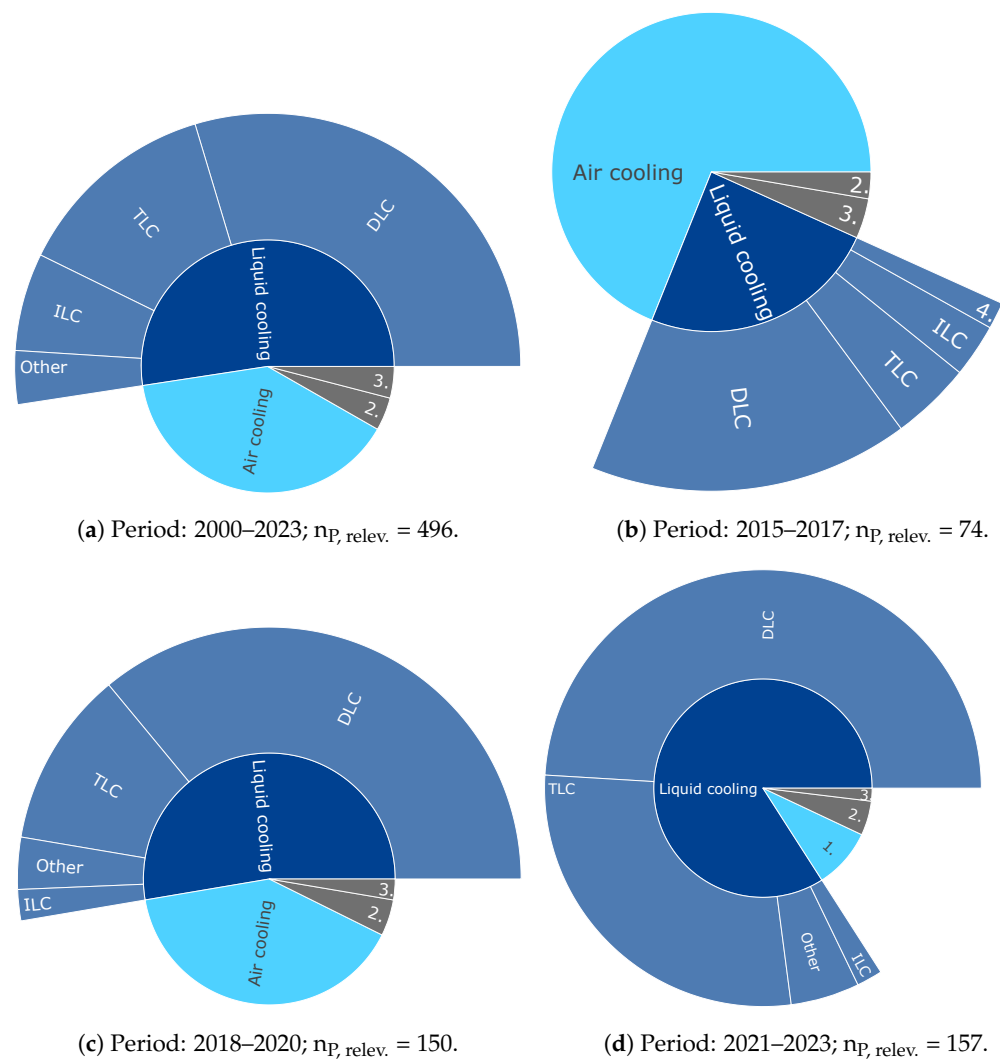 TLC
DLC
ILC
Other
Liquid cooling
Air cooling
3.
2.
(a) Period: 2000–2023; nP, relev. = 496.
Air cooling
Liquid cooling
2.
3.
4.
ILC
TLC
DLC
(b) Period: 2015–2017; nP, relev. = 74.
DLC
TLC
Other
ILC
Liquid cooling
Air cooling
3.
2.
(c) Period: 2018–2020; nP, relev. = 150.
DLC
TLC
Liquid cooling
3.
2.
1.
Other
ILC
(d) Period: 2021–2023; nP, relev. = 157.